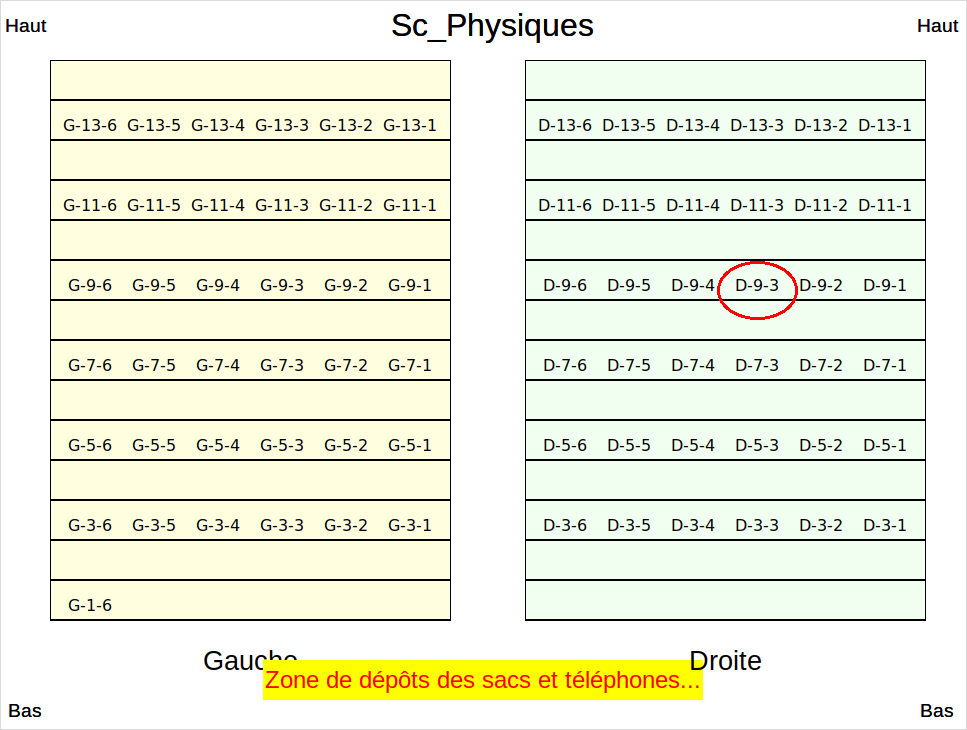 Sc_Physiques
Haut Haut
G-13-6 G-13-5 G-13-4 G-13-3 G-13-2 G-13-1 D-13-6 D-13-5 D-13-4 D-13-3 D-13-2 D-13-1
G-11-6 G-11-5 G-11-4 G-11-3 G-11-2 G-11-1 D-11-6 D-11-5 D-11-4 D-11-3 D-11-2 D-11-1
G-9-6 G-9-5 G-9-4 G-9-3 G-9-2 G-9-1 D-9-6 D-9-5 D-9-4 D-9-3 D-9-2 D-9-1
G-7-6 G-7-5 G-7-4 G-7-3 G-7-2 G-7-1 D-7-6 D-7-5 D-7-4 D-7-3 D-7-2 D-7-1
G-5-6 G-5-5 G-5-4 G-5-3 G-5-2 G-5-1 D-5-6 D-5-5 D-5-4 D-5-3 D-5-2 D-5-1
G-3-6 G-3-5 G-3-4 G-3-3 G-3-2 G-3-1 D-3-6 D-3-5 D-3-4 D-3-3 D-3-2 D-3-1
G-1-6
Gauche Droite
Zone de dépôts des sacs et téléphones...
Bas Bas